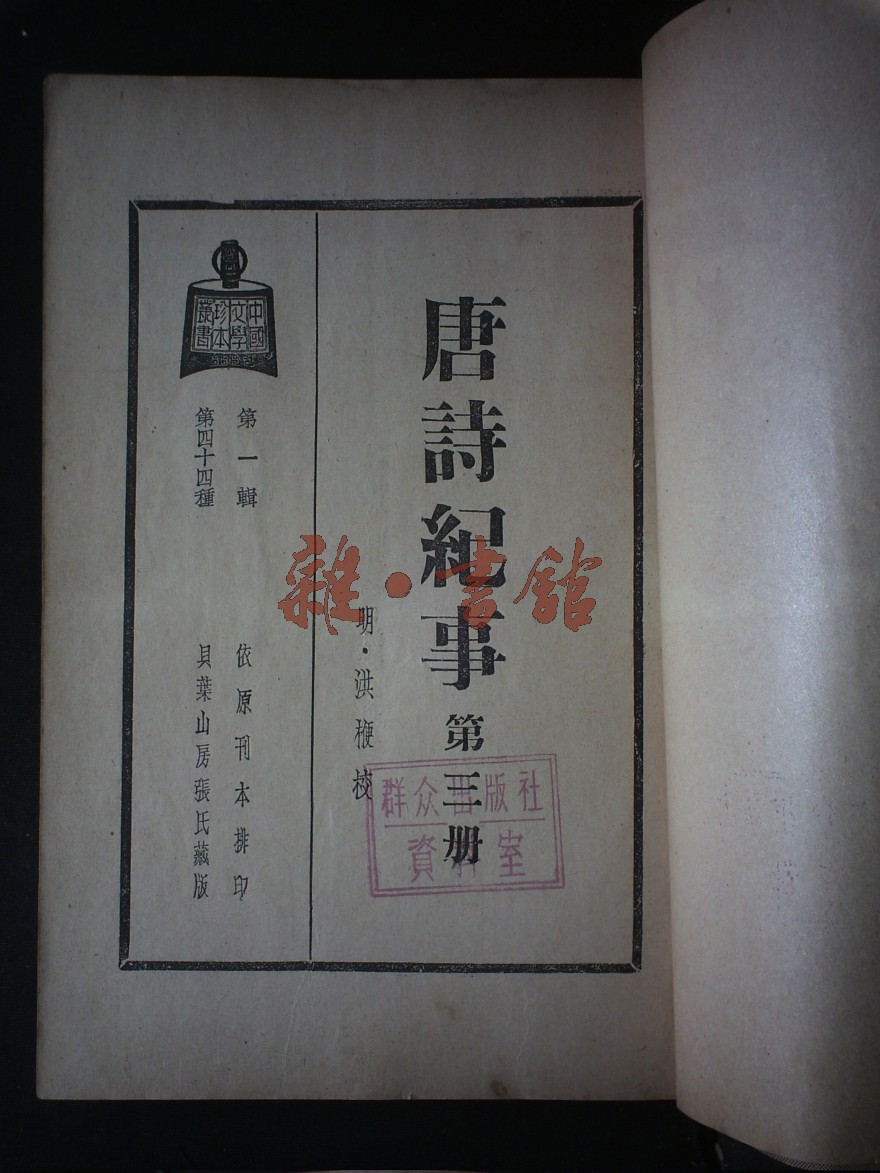 唐詩紀事 第三册
明·洪楩校
中國
文學
珍本
叢書
第一輯
第四十四種
依原刊本排印
貝葉山房張氏藏版
群众出版社
資料室
雜·書館